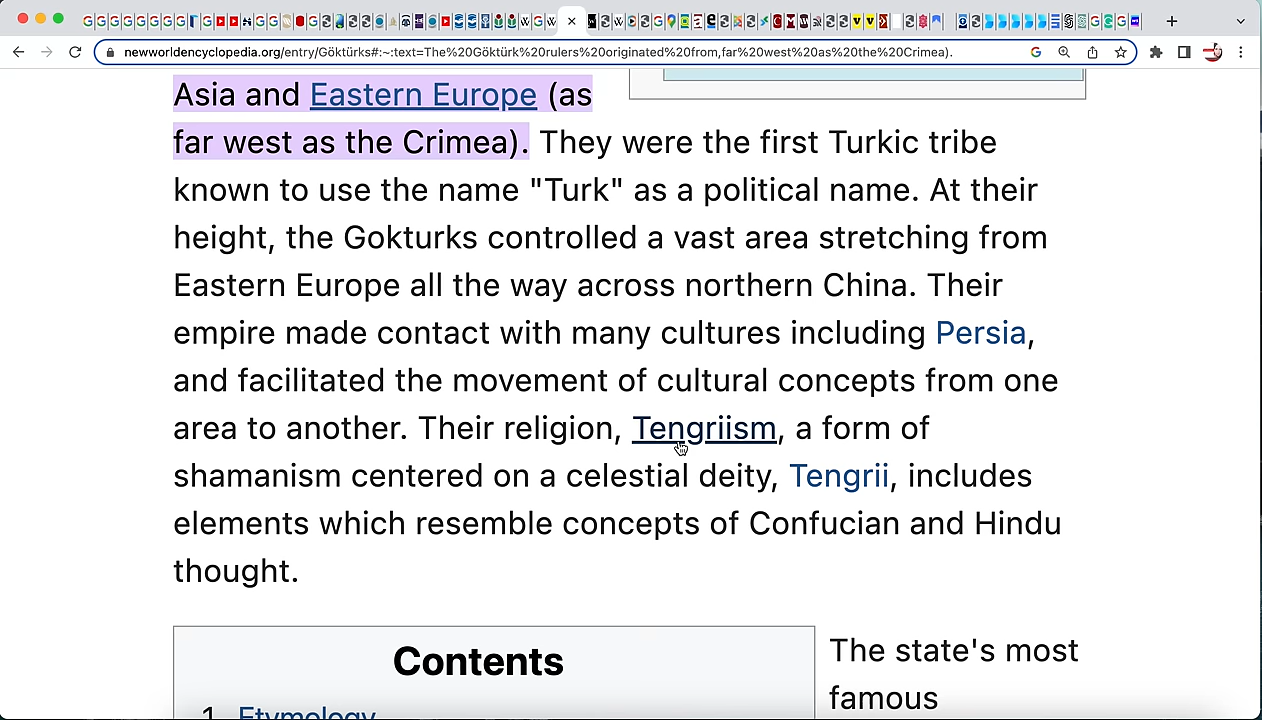 newworldencyclopedia.org/entry/Göktürks#:~:text=The%20Göktürk%20rulers%20originated%20from,far%20west%20as%20the%20Crimea).
Asia and Eastern Europe (as
far west as the Crimea). They were the first Turkic tribe
known to use the name "Turk" as a political name. At their
height, the Gokturks controlled a vast area stretching from
Eastern Europe all the way across northern China. Their
empire made contact with many cultures including Persia,
and facilitated the movement of cultural concepts from one
area to another. Their religion, Tengriism, a form of
shamanism centered on a celestial deity, Tengrii, includes
elements which resemble concepts of Confucian and Hindu
thought.
Contents
1 Etymology
The state's most
famous